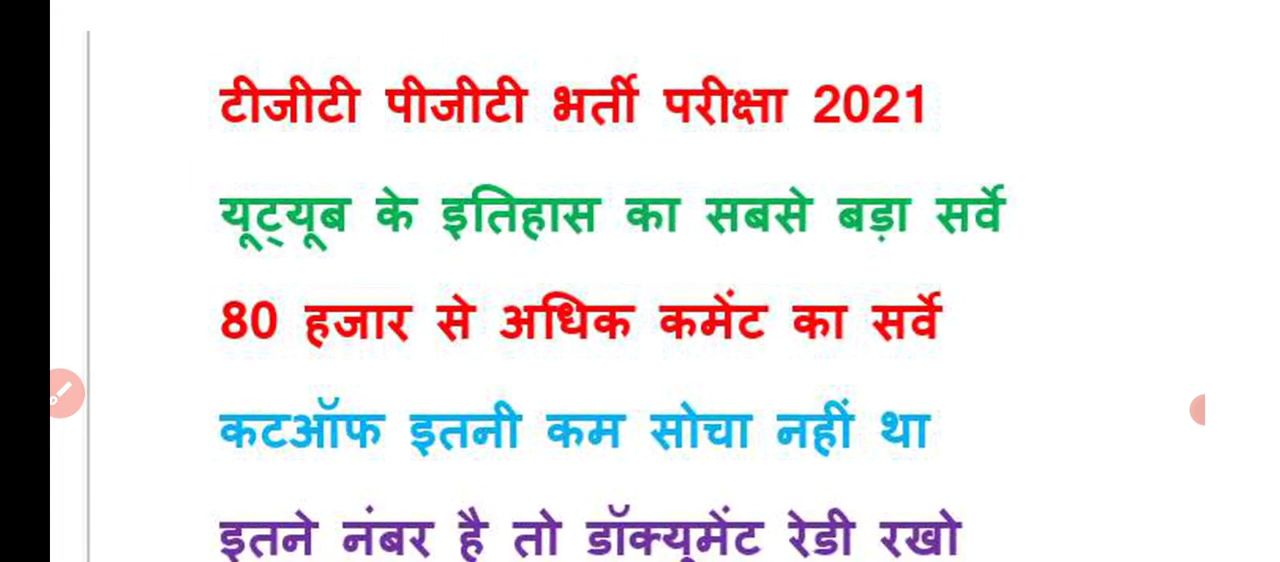 टीजीटी पीजीटी भर्ती परीक्षा 2021
यूट्यूब के इतिहास का सबसे बड़ा सर्वे
80 हजार से अधिक कमेंट का सर्वे
कटऑफ इतनी कम सोचा नहीं था
इतने नंबर है तो डॉक्यूमेंट रेडी रखो